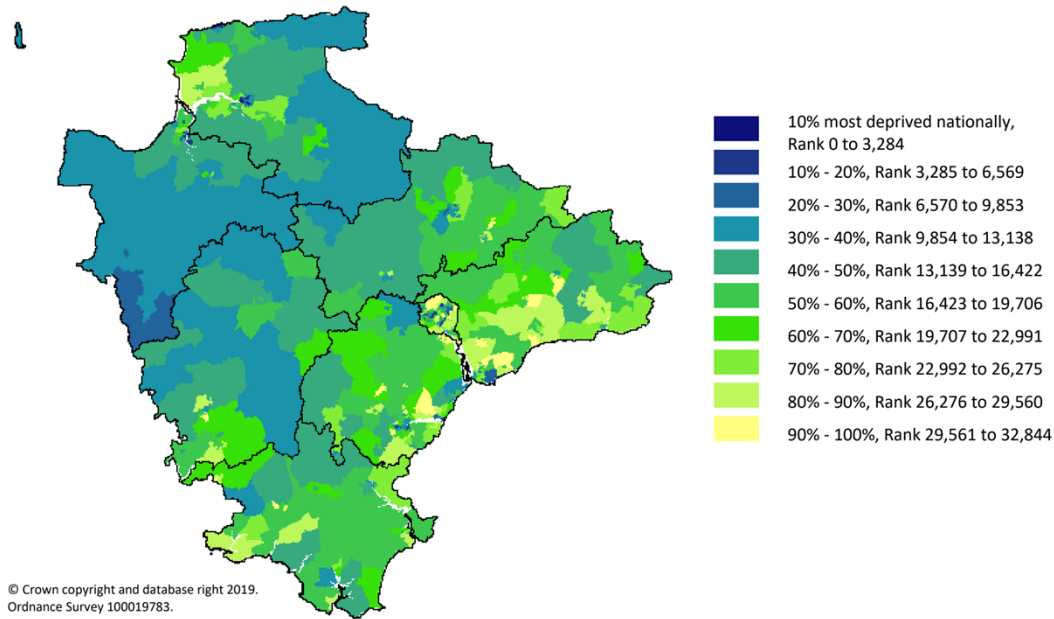 10% most deprived nationally,
Rank 0 to 3,284
10% - 20%, Rank 3,285 to 6,569
20% - 30%, Rank 6,570 to 9,853
30% - 40%, Rank 9,854 to 13,138
40% - 50%, Rank 13,139 to 16,422
50% - 60%, Rank 16,423 to 19,706
60% - 70%, Rank 19,707 to 22,991
70% - 80%, Rank 22,992 to 26,275
80% - 90%, Rank 26,276 to 29,560
90% - 100%, Rank 29,561 to 32,844
© Crown copyright and database right 2019.
Ordnance Survey 100019783.